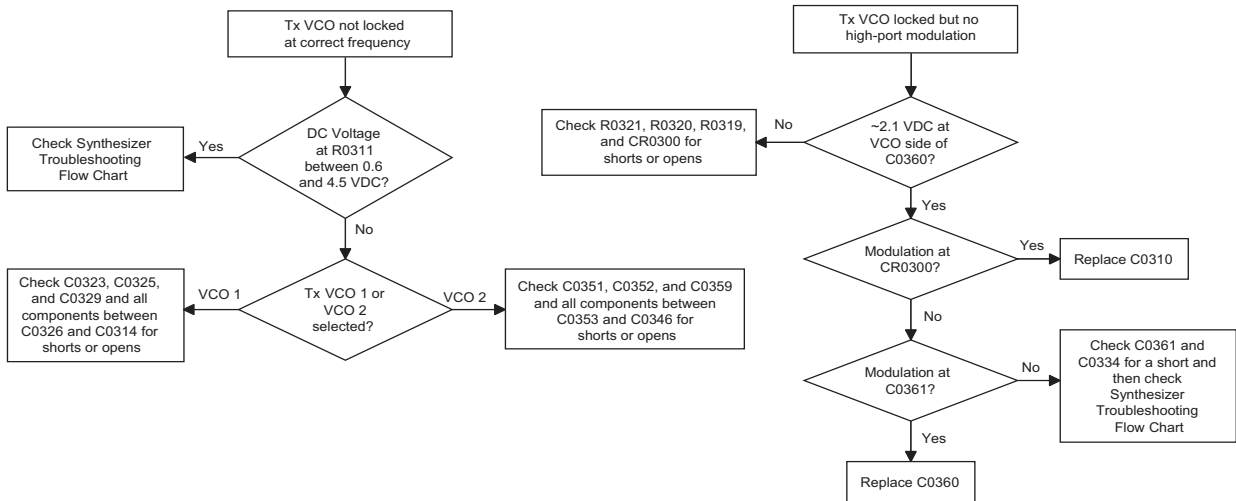 Tx VCO not locked
at correct frequency
DC Voltage
at R0311
between 0.6
and 4.5 VDC?
Yes
Check Synthesizer
Troubleshooting
Flow Chart
No
Tx VCO 1 or
VCO 2
selected?
VCO 1
Check C0323, C0325,
and C0329 and all
components between
C0326 and C0314 for
shorts or opens
VCO 2
Check C0351, C0352, and C0359
and all components between
C0353 and C0346 for
shorts or opens
Tx VCO locked but no
high-port modulation
~2.1 VDC at
VCO side of
C0360?
No
Check R0321, R0320, R0319,
and CR0300 for
shorts or opens
Yes
Modulation at
CR0300?
Yes
Replace C0310
No
Modulation at
C0361?
No
Check C0361 and
C0334 for a short and
then check
Synthesizer
Troubleshooting
Flow Chart
Yes
Replace C0360